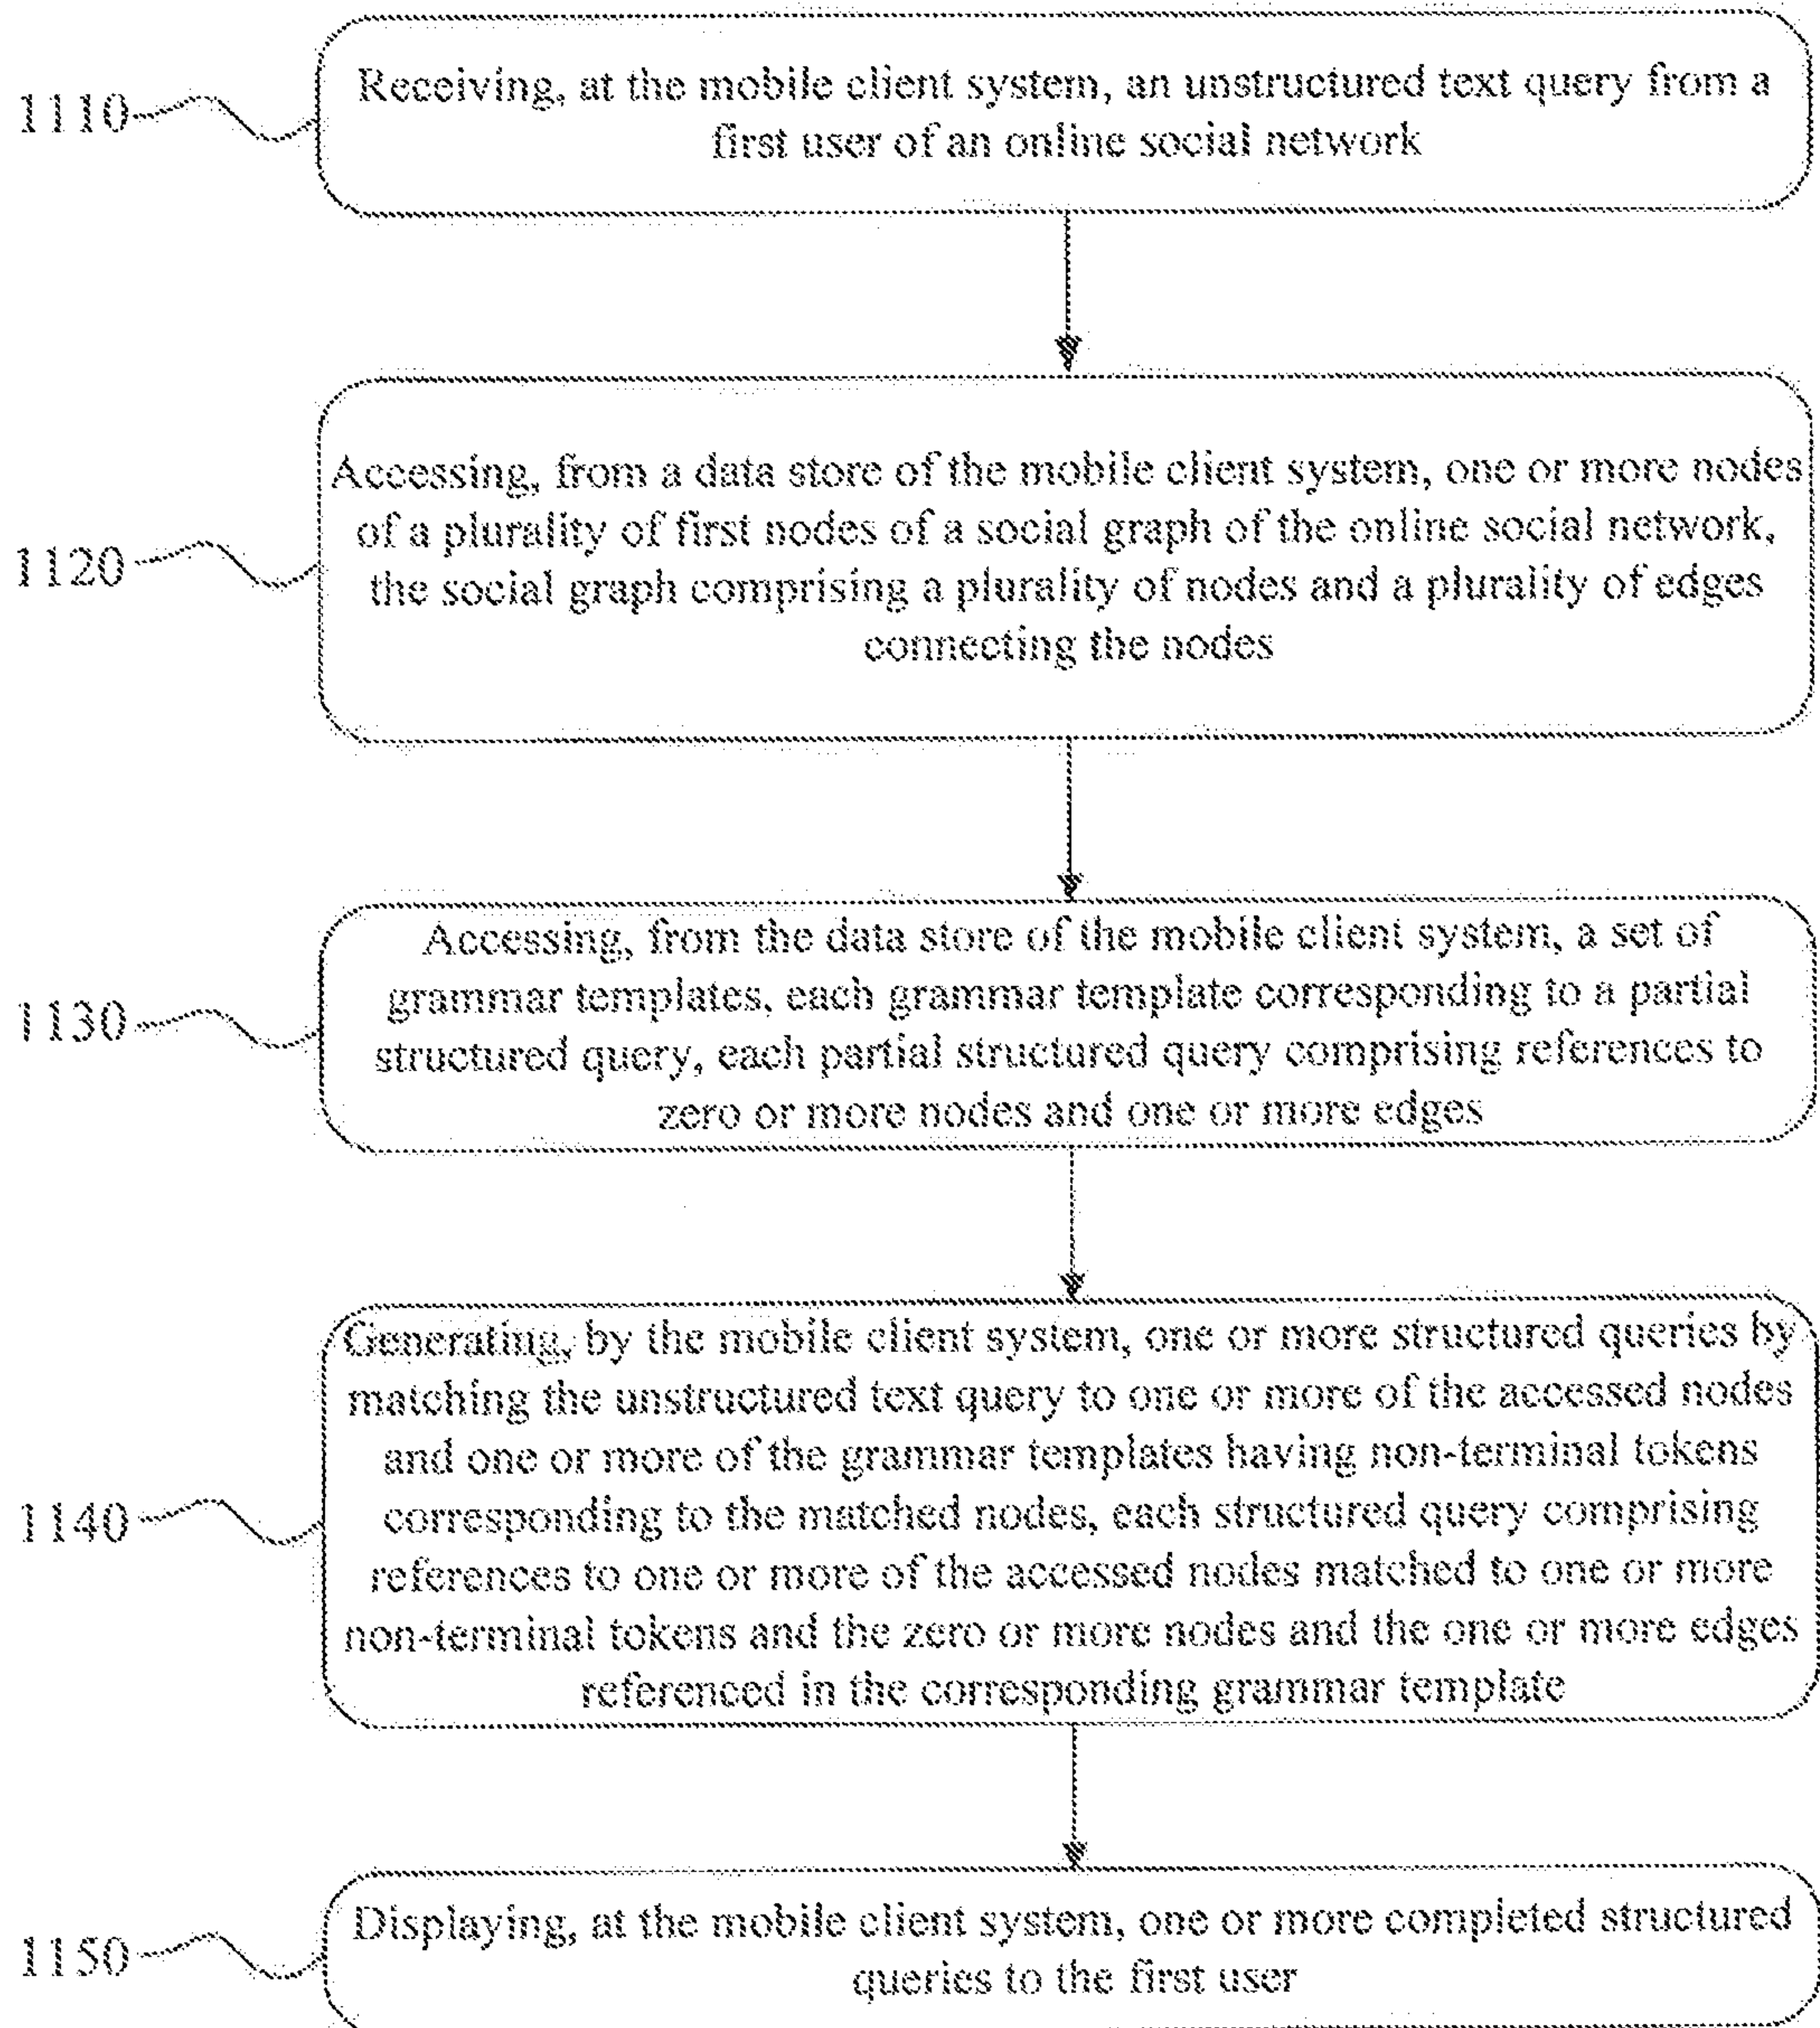 1110
Receiving, at the mobile client system, an unstructured text query from a
first user of an online social network
1120
Accessing, from a data store of the mobile client system, one or more nodes
of a plurality of first nodes of a social graph of the online social network,
the social graph comprising a plurality of nodes and a plurality of edges
connecting the nodes
1130
Accessing, from the data store of the mobile client system, a set of
grammar templates, each grammar template corresponding to a partial
structured query, each partial structured query comprising references to
zero or more nodes and one or more edges
1140
Generating, by the mobile client system, one or more structured queries by
matching the unstructured text query to one or more of the accessed nodes
and one or more of the grammar templates having non-terminal tokens
corresponding to the matched nodes, each structured query comprising
references to one or more of the accessed nodes matched to one or more
non-terminal tokens and the zero or more nodes and the one or more edges
referenced in the corresponding grammar template
1150
Displaying, at the mobile client system, one or more completed structured
queries to the first user